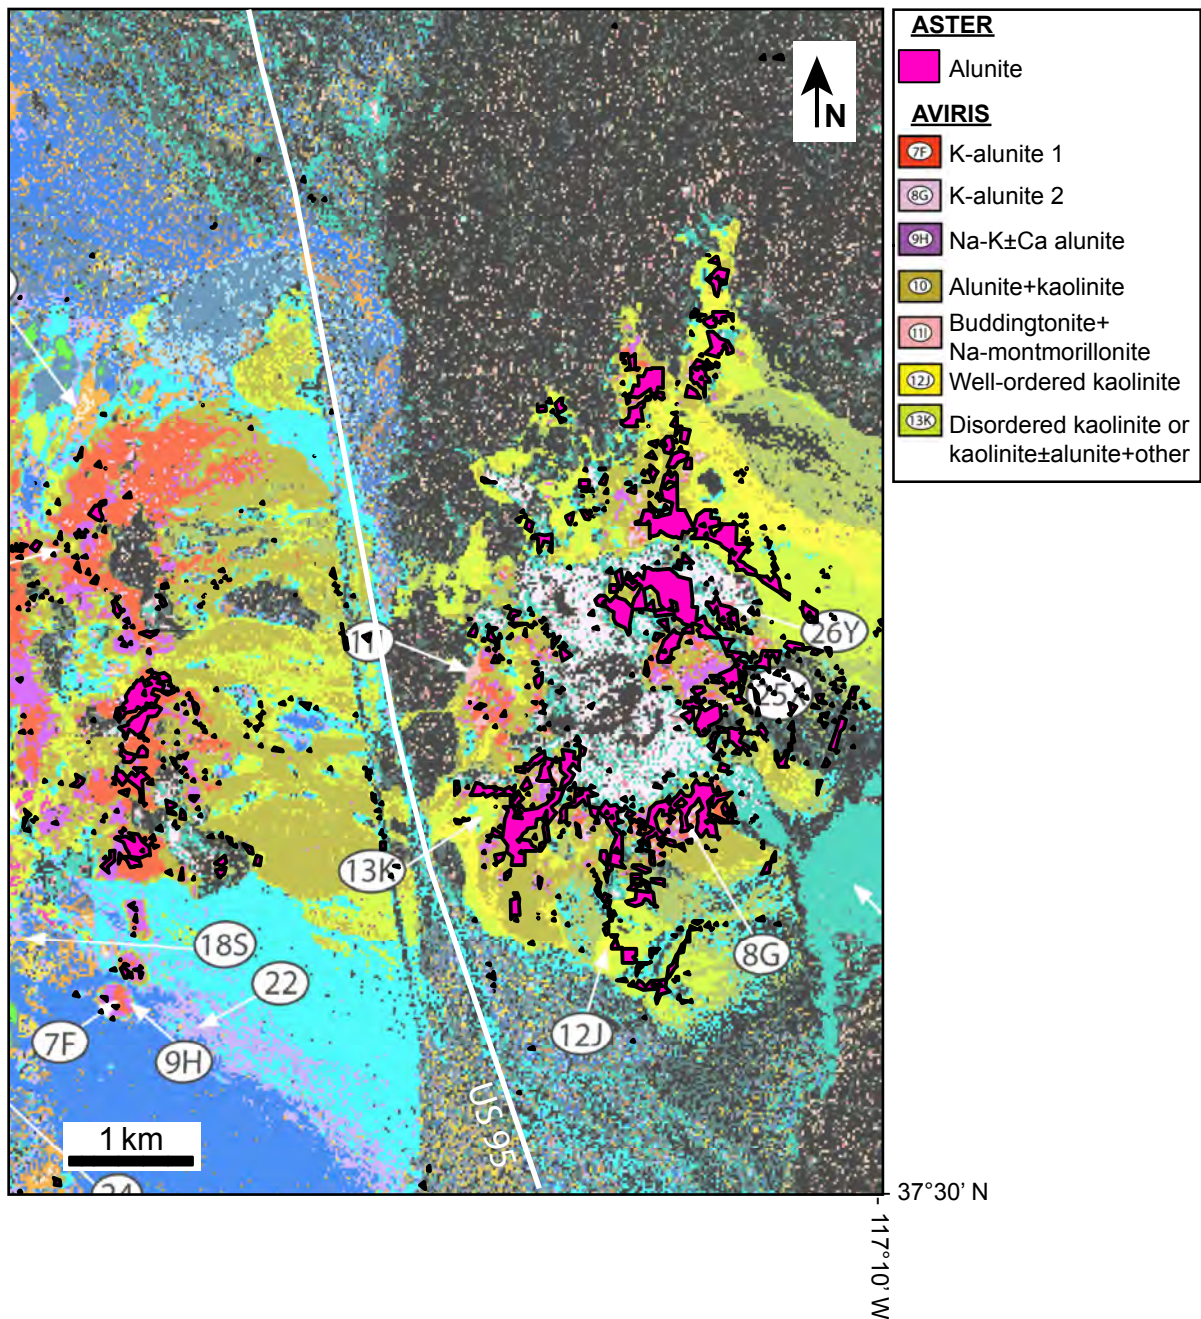 ASTER
Alunite
AVIRIS
7F K-alunite 1
8G K-alunite 2
9H Na-K±Ca alunite
10 Alunite+kaolinite
11I Buddingtonite+
Na-montmorillonite
12J Well-ordered kaolinite
13K Disordered kaolinite or
kaolinite±alunite+other
N
26Y
25
13K
18S
8G
22
7F
9H
12J
US 95
1 km
37°30' N
117°10' W